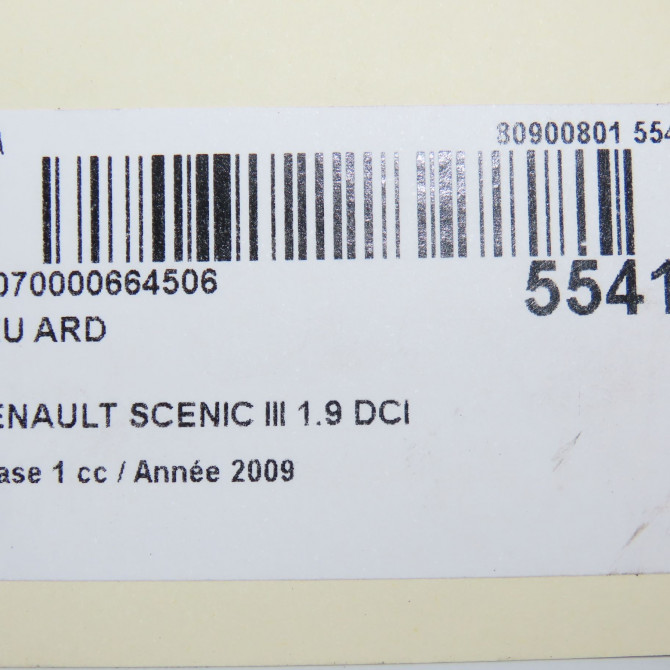 80900801 554
070000664506
5541
U ARD
ENAULT SCENIC III 1.9 DCI
ase 1 cc / Année 2009